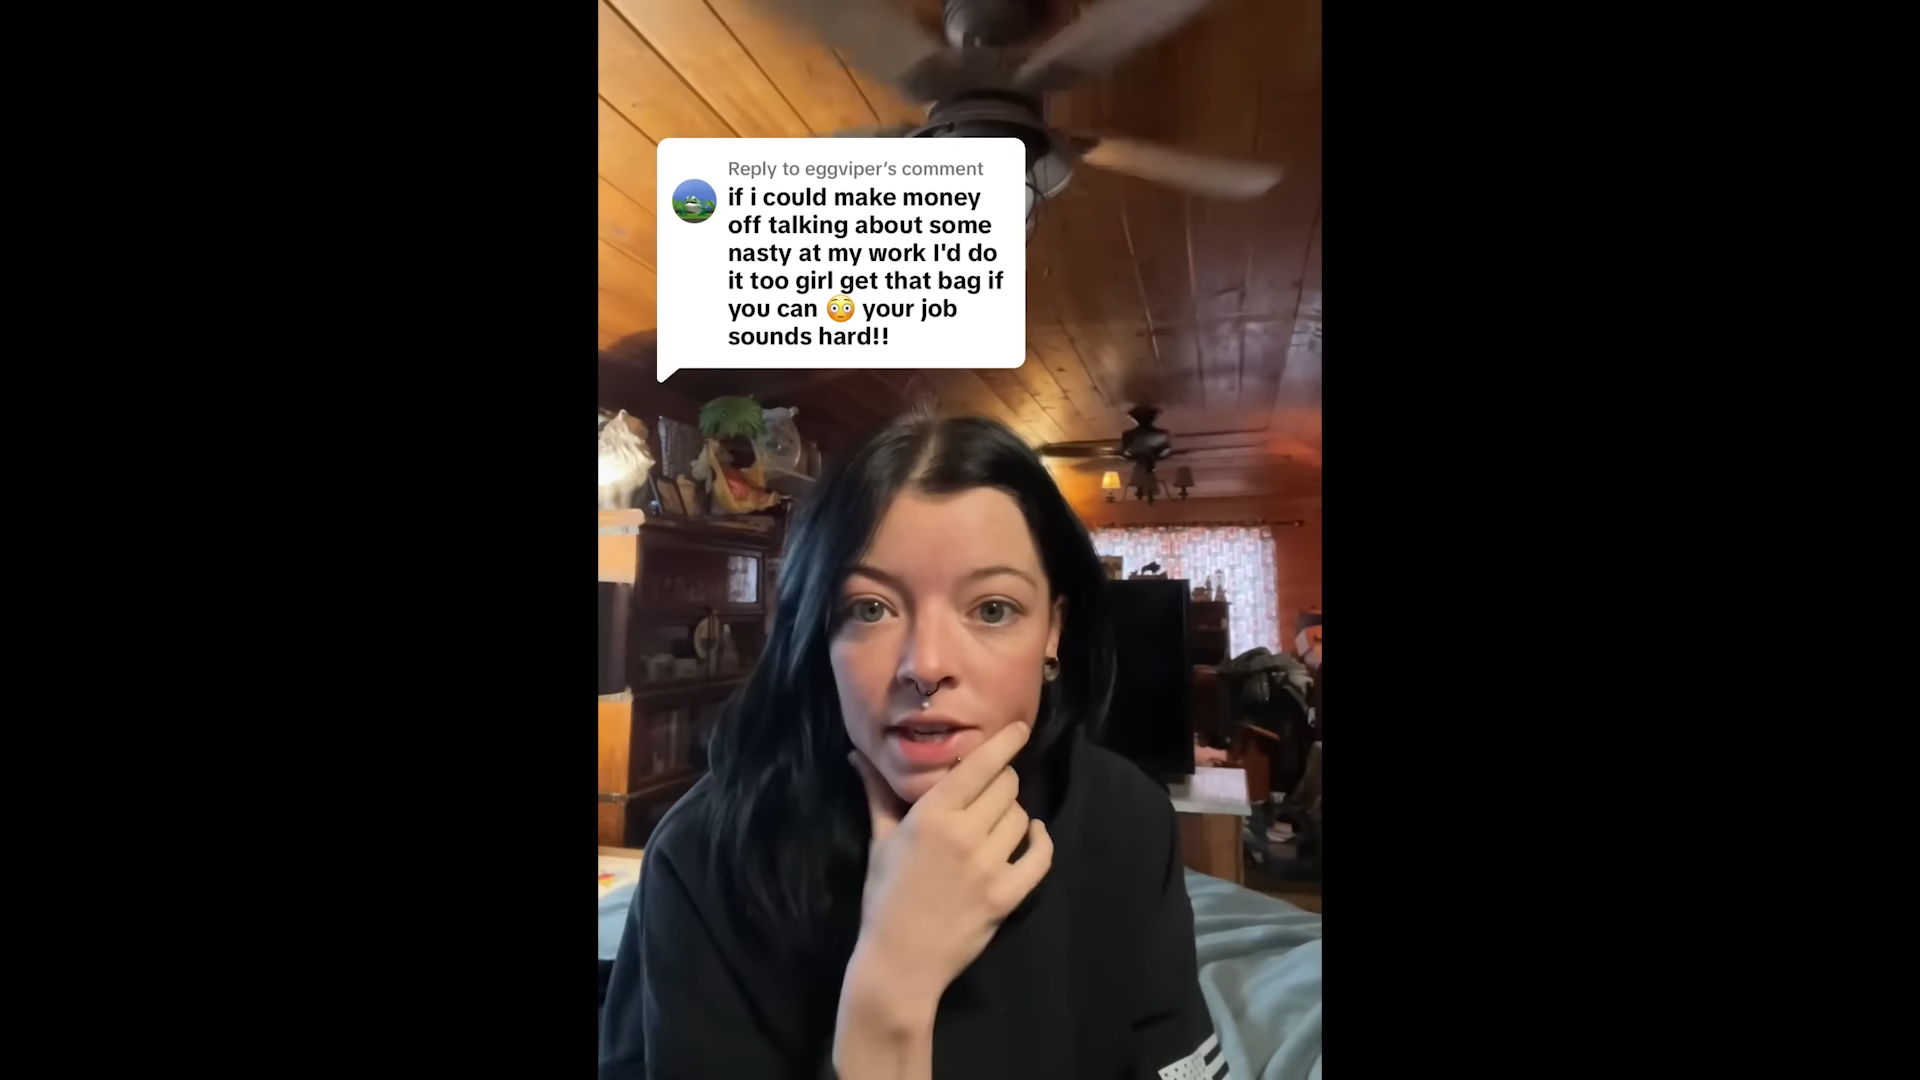 Reply to eggviper’s comment
if i could make money
off talking about some
nasty at my work I'd do
it too girl get that bag if
you can 😳 your job
sounds hard!!